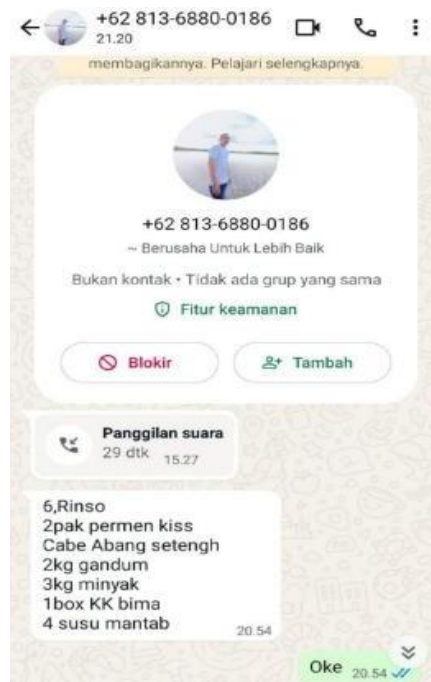 +62 813-6880-0186
21.20
membagikannya. Pelajari selengkapnya.
+62 813-6880-0186
~ Berusaha Untuk Lebih Baik
Bukan kontak • Tidak ada grup yang sama
Fitur keamanan
Blokir
Tambah
Panggilan suara
29 dtk 15.27
6,Rinso
2pak permen kiss
Cabe Abang setengh
2kg gandum
3kg minyak
1box KK bima
4 susu mantab
20.54
Oke 20.54